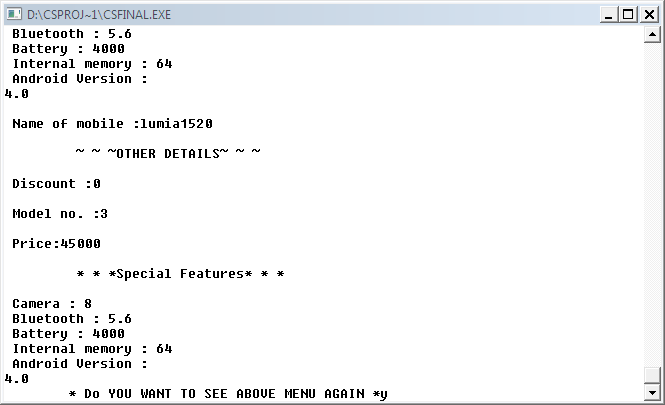 D:\CSPROJ~1\CSFINAL.EXE
Bluetooth : 5.6
Battery : 4000
Internal memory : 64
Android Version :
4.0
Name of mobile :lumia1520
~ ~ ~OTHER DETAILS~ ~ ~
Discount :0
Model no. :3
Price:45000
* * *Special Features* * *
Camera : 8
Bluetooth : 5.6
Battery : 4000
Internal memory : 64
Android Version :
4.0
* Do YOU WANT TO SEE ABOVE MENU AGAIN *y